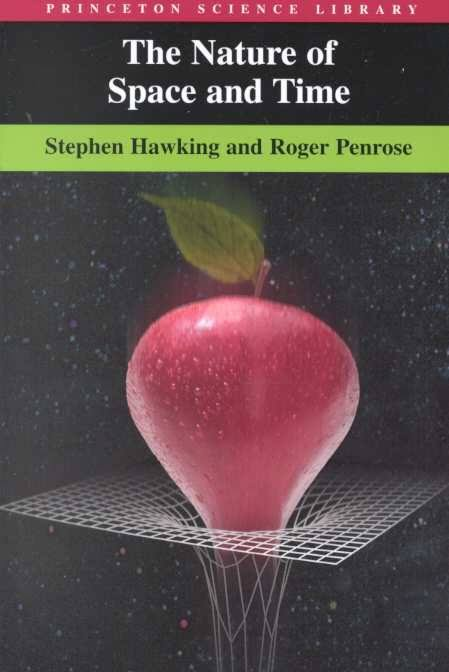 PRINCETON SCIENCE LIBRARY
The Nature of
Space and Time
Stephen Hawking and Roger Penrose